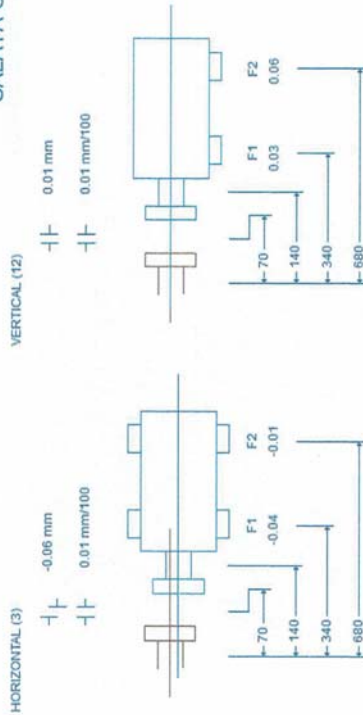 HORIZONTAL (3)
-0.06 mm
0.01 mm/100
F1 F2
-0.04 -0.01
70
140
340
680
VERTICAL (12)
0.01 mm
0.01 mm/100
F1 F2
0.03 0.06
70
140
340
680